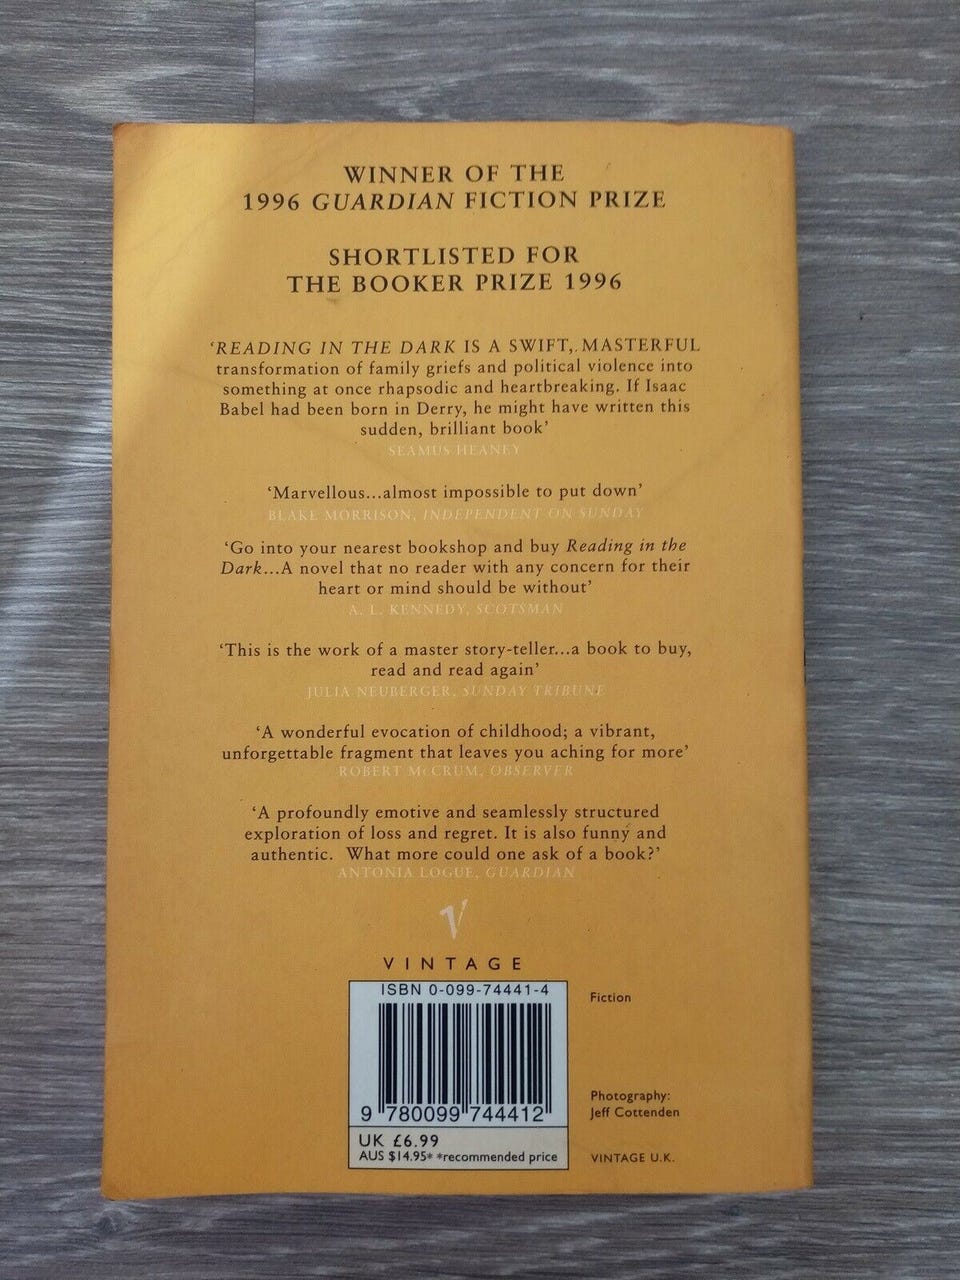 WINNER OF THE
1996 GUARDIAN FICTION PRIZE
SHORTLISTED FOR
THE BOOKER PRIZE 1996
‘READING IN THE DARK IS A SWIFT, MASTERFUL
transformation of family griefs and political violence into
something at once rhapsodic and heartbreaking. If Isaac
Babel had been born in Derry, he might have written this
sudden, brilliant book’
SEAMUS HEANEY
‘Marvellous...almost impossible to put down’
BLAKE MORRISON, INDEPENDENT ON SUNDAY
‘Go into your nearest bookshop and buy Reading in the
Dark...A novel that no reader with any concern for their
heart or mind should be without’
A. L. KENNEDY, SCOTSMAN
‘This is the work of a master story-teller...a book to buy,
read and read again’
JULIA NEUBERGER, SUNDAY TRIBUNE
‘A wonderful evocation of childhood; a vibrant,
unforgettable fragment that leaves you aching for more’
ROBERT McCRUM, OBSERVER
‘A profoundly emotive and seamlessly structured
exploration of loss and regret. It is also funny and
authentic. What more could one ask of a book?’
ANTONIA LOGUE, GUARDIAN
V
VINTAGE
ISBN 0-099-74441-4
9 780099 744412
UK £6.99
AUS $14.95* *recommended price
Fiction
Photography:
Jeff Cottenden
VINTAGE U.K.